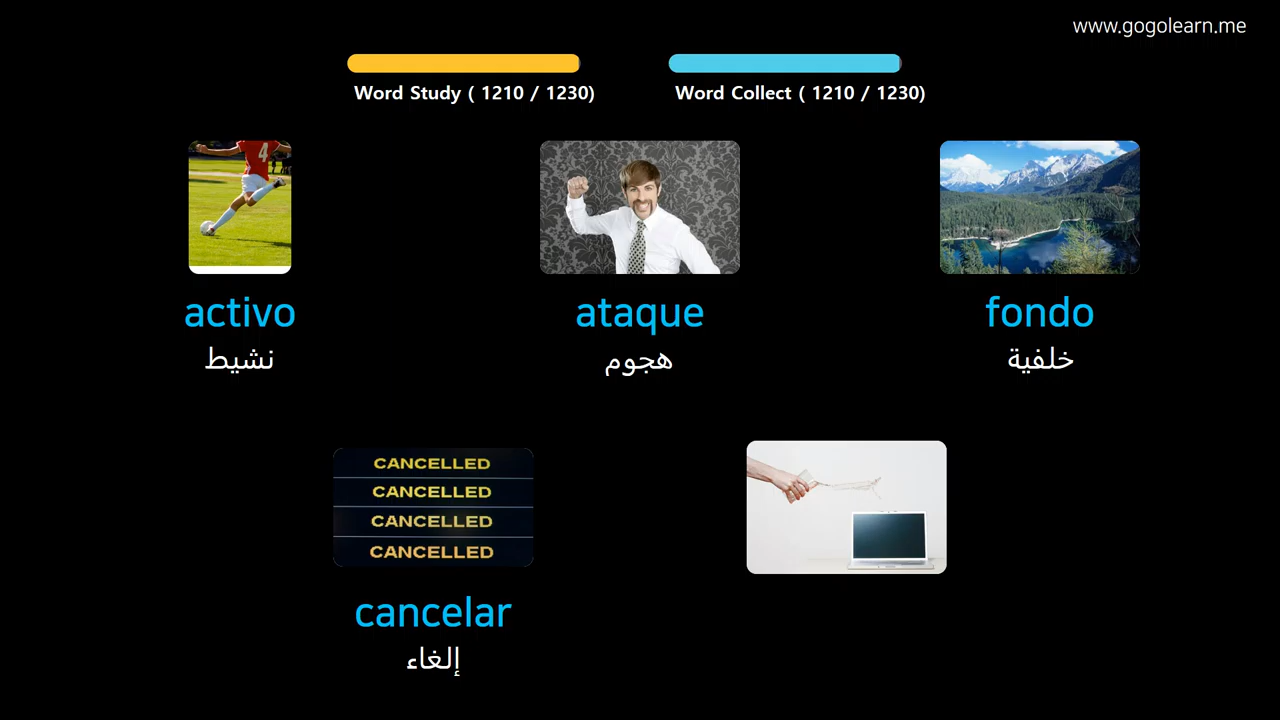 www.gogolearn.me
Word Study ( 1210 / 1230)
Word Collect ( 1210 / 1230)
4
activo
ataque
fondo
نشيط
هجوم
خلفية
CANCELLED
CANCELLED
CANCELLED
CANCELLED
cancelar
إلغاء